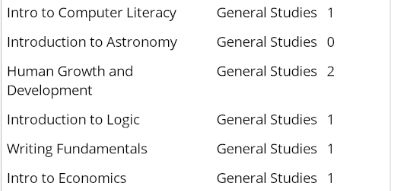 Intro to Computer Literacy General Studies 1
Introduction to Astronomy General Studies 0
Human Growth and General Studies 2
Development
Introduction to Logic General Studies 1
Writing Fundamentals General Studies 1
Intro to Economics General Studies 1